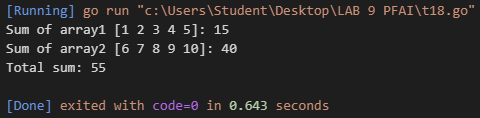 [Running] go run "c:\Users\Student\Desktop\LAB 9 PFAI\t18.go"
Sum of array1 [1 2 3 4 5]: 15
Sum of array2 [6 7 8 9 10]: 40
Total sum: 55

[Done] exited with code=0 in 0.643 seconds